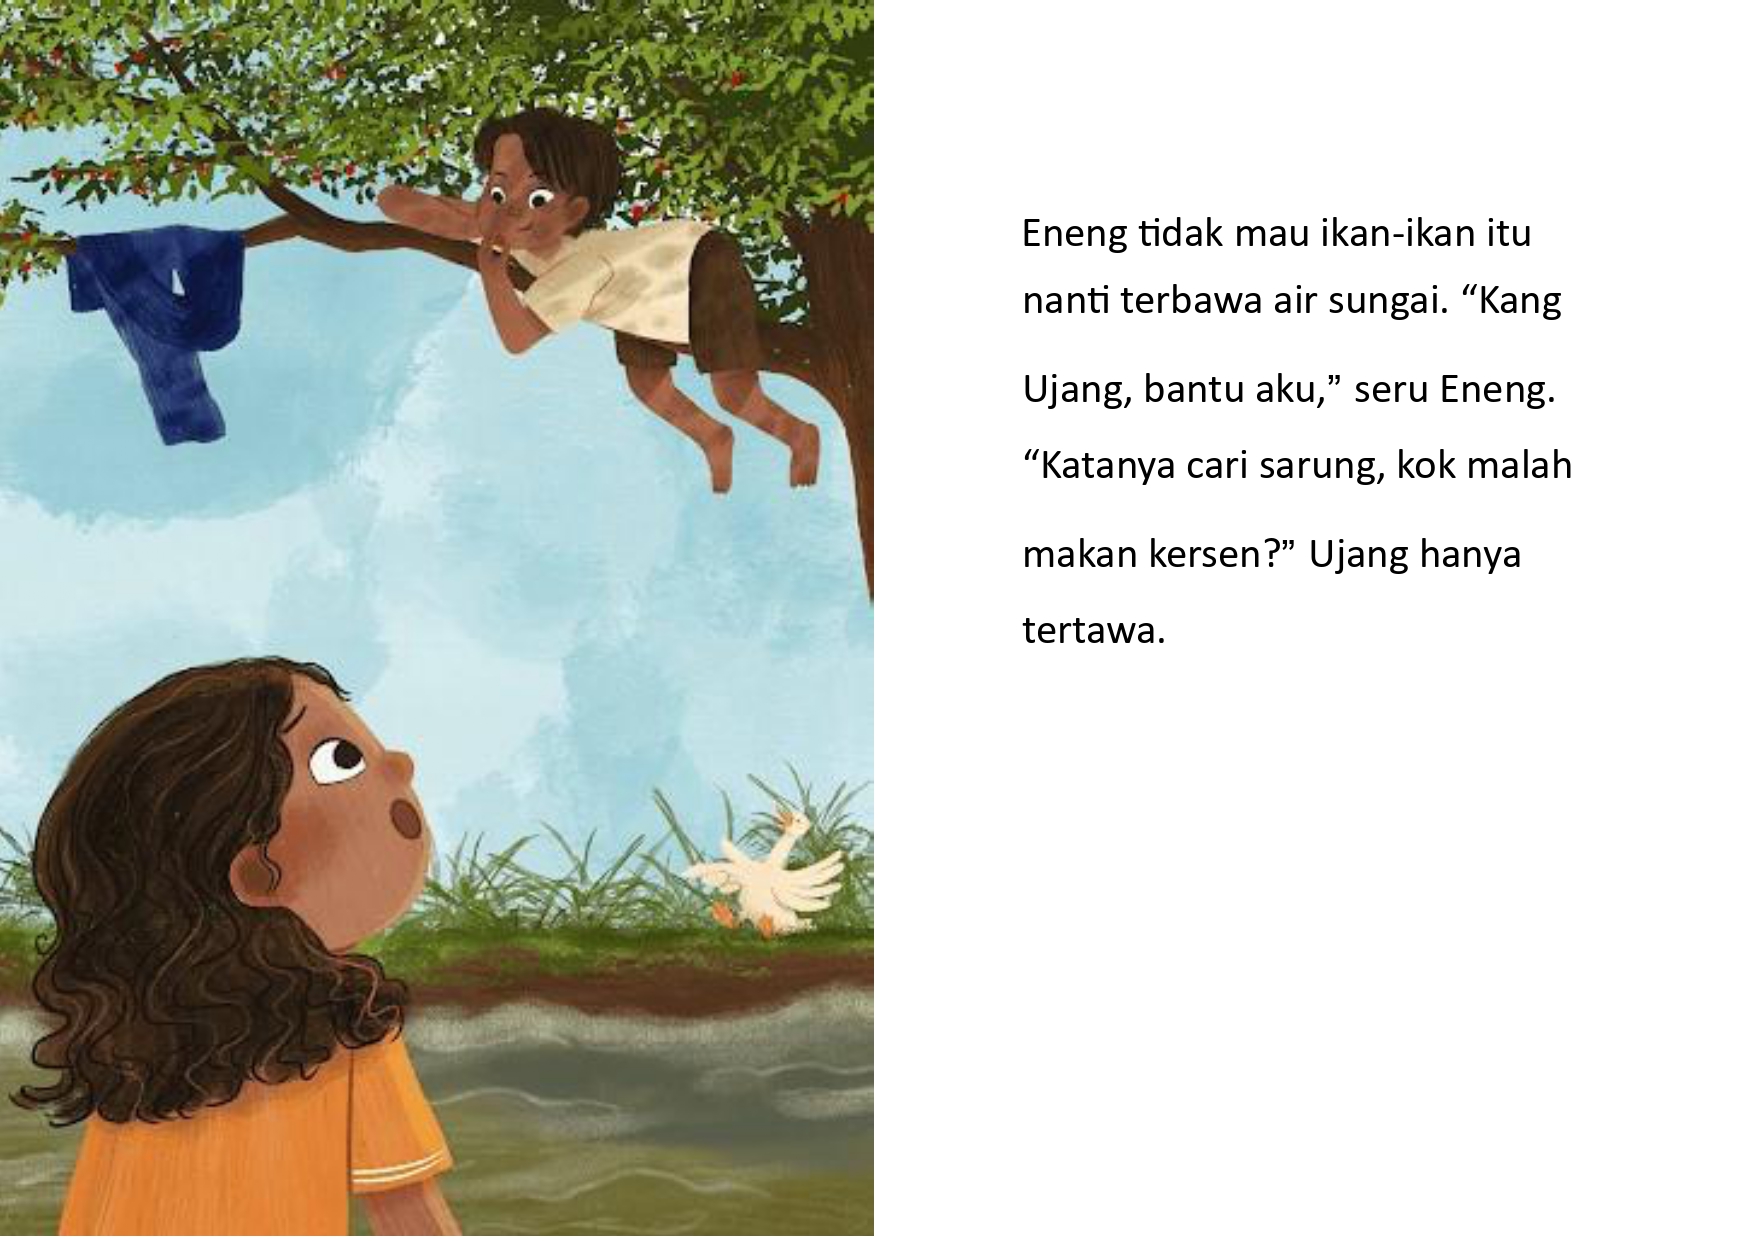 Eneng tidak mau ikan-ikan itu
nanti terbawa air sungai. “Kang
Ujang, bantu aku,” seru Eneng.
“Katanya cari sarung, kok malah
makan kersen?” Ujang hanya
tertawa.